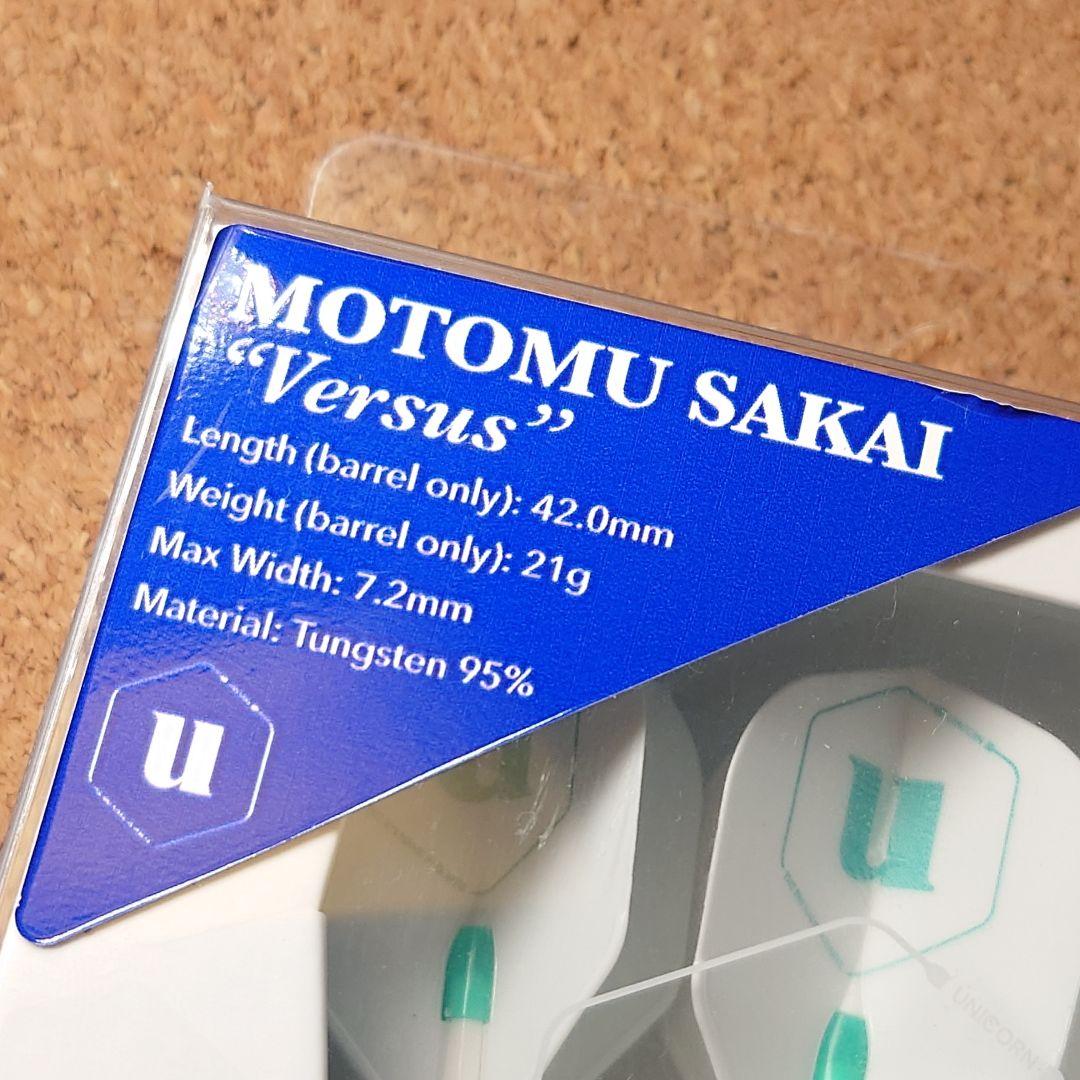 MOTOMU SAKAI
“Versus”
Length (barrel only): 42.0mm
Weight (barrel only): 21g
Max Width: 7.2mm
Material: Tungsten 95%
u
u
u
UNICORN